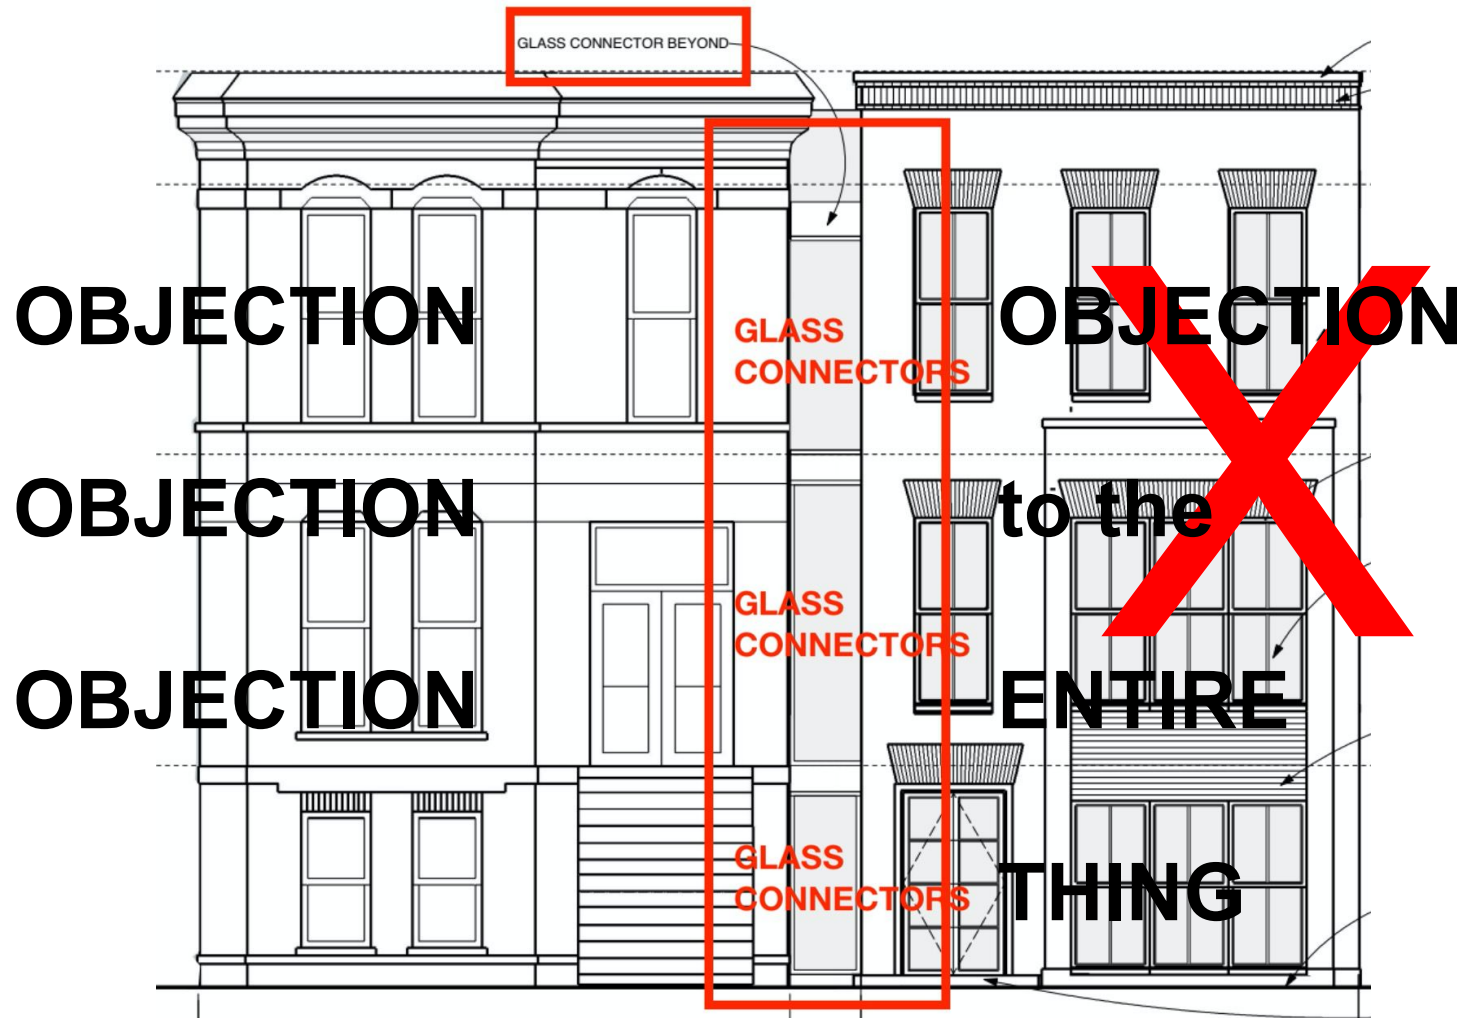 GLASS CONNECTOR BEYOND
OBJECTION
GLASS
CONNECTORS
OBJECTION
OBJECTION
to the
GLASS
CONNECTORS
OBJECTION
ENTIRE
GLASS
CONNECTORS
THING
X